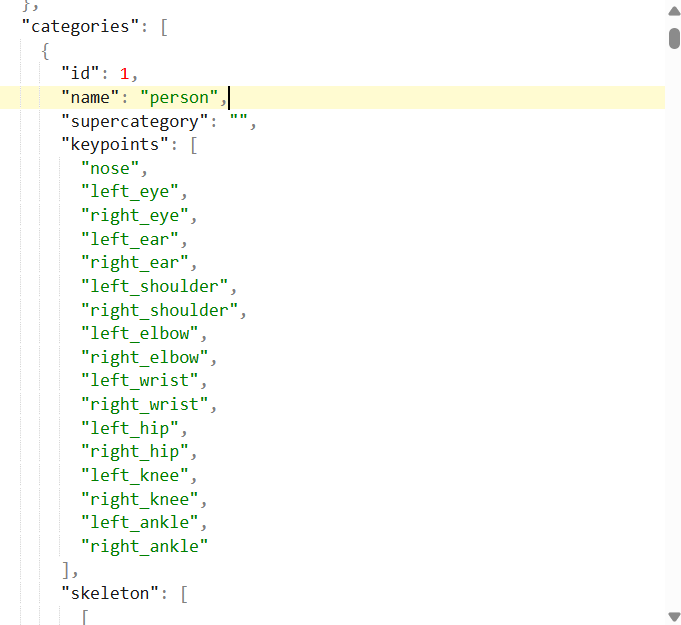 },
"categories": [
{
"id": 1,
"name": "person",
"supercategory": "",
"keypoints": [
"nose",
"left_eye",
"right_eye",
"left_ear",
"right_ear",
"left_shoulder",
"right_shoulder",
"left_elbow",
"right_elbow",
"left_wrist",
"right_wrist",
"left_hip",
"right_hip",
"left_knee",
"right_knee",
"left_ankle",
"right_ankle"
],
"skeleton": [
[